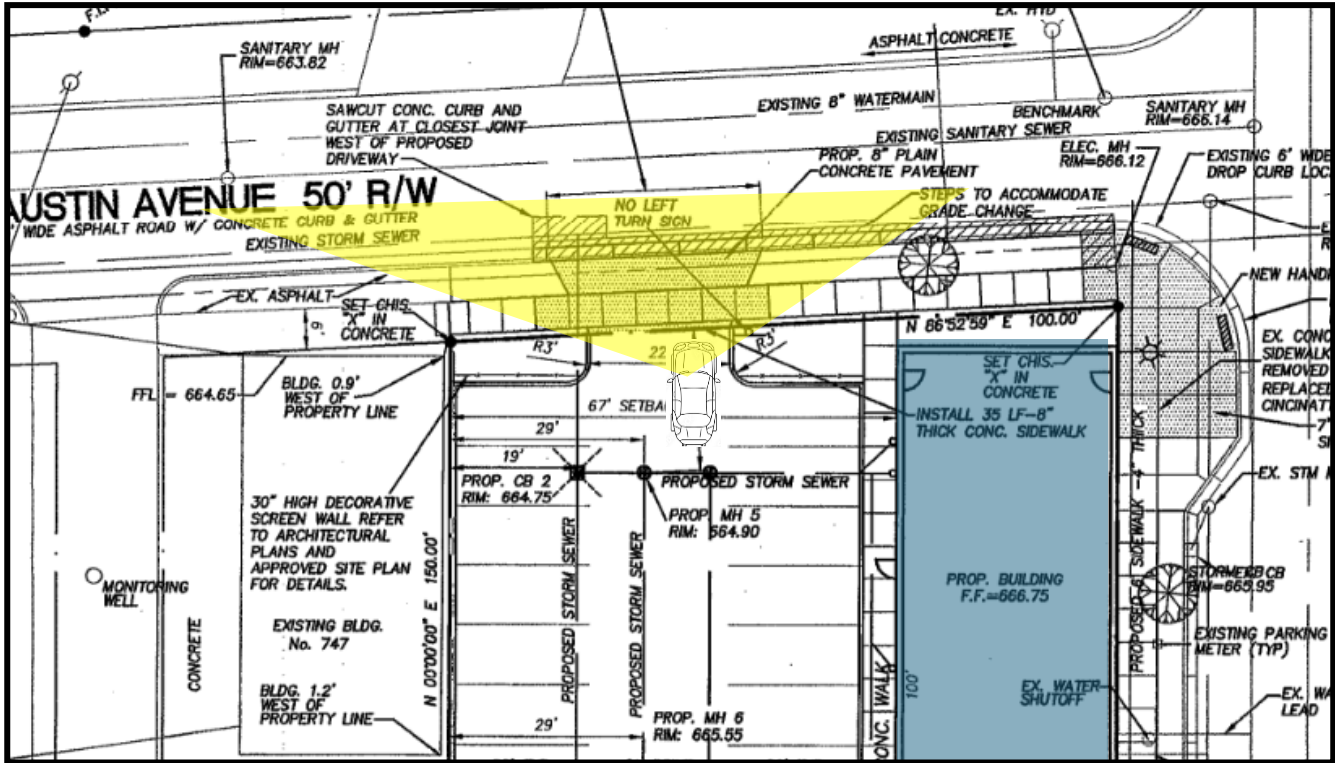 EX. HYD
SANITARY MH
RIM=663.82
ASPHALT CONCRETE
EXISTING 8" WATERMAIN
BENCHMARK
SANITARY MH
RIM=666.14
SAWCUT CONC. CURB AND
GUTTER AT CLOSEST JOINT
WEST OF PROPOSED
DRIVEWAY
EXISTING SANITARY SEWER
PROP. 8" PLAIN
CONCRETE PAVEMENT
ELEC. MH
RIM=666.12
EXISTING 6' WIDE
DROP CURB
AUSTIN AVENUE 50' R/W
WIDE ASPHALT ROAD W/ CONCRETE CURB & GUTTER
EXISTING STORM SEWER
NO LEFT
TURN SIGN
STEPS TO ACCOMMODATE
GRADE CHANGE
EX. ASPHALT
SET CHIS.
"X" IN
CONCRETE
9'
N 86°52'59" E 100.00'
NEW
R3'
22
R3'
SET CHIS.
"X" IN
CONCRETE
EX.
SIDEWALK
REMOVED
REPLACED
FFL = 664.65
BLDG. 0.9'
WEST OF
PROPERTY LINE
67'
INSTALL 35 LF-8"
THICK CONC. SIDEWALK
29'
19'
PROP. CB 2
RIM: 664.75
PROPOSED STORM SEWER
EX. STM
30" HIGH DECORATIVE
SCREEN WALL REFER
TO ARCHITECTURAL
PLANS AND
APPROVED SITE PLAN
FOR DETAILS.
PROP. MH 5
RIM: 664.90
N 00°00'00" E 150.00'
PROPOSED STORM SEWER
PROPOSED STORM SEWER
PROP. BUILDING
F.F.=666.75
PROPOSED 6' SIDEWALK -4" THICK
RIM=665.95
MONITORING
WELL
CONCRETE
EXISTING BLDG.
No. 747
EXISTING PARKING
METER (TYP)
BLDG. 1.2'
WEST OF
PROPERTY LINE
29'
PROP. MH 6
RIM: 665.55
CONC. WALK
100'
EX. WATER
SHUTOFF
EX.
LEAD